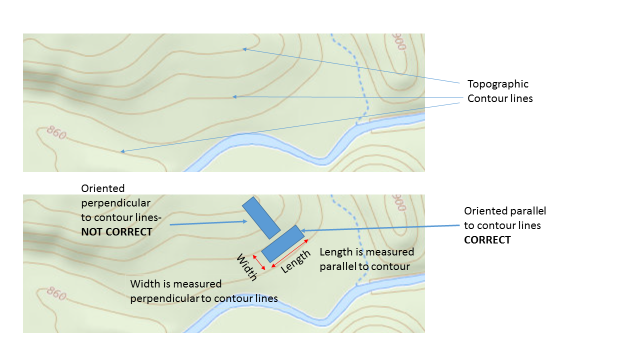 900
Topographic
Contour lines
860
Oriented
perpendicular
to contour lines-
NOT CORRECT
900
Oriented parallel
to contour lines
CORRECT
Width
Length
Length is measured
parallel to contour
860
Width is measured
perpendicular to contour lines